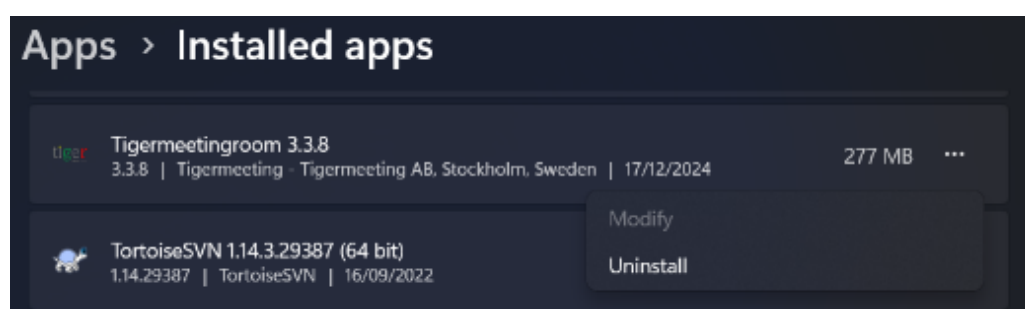 Apps > Installed apps
tiger
Tigermeetingroom 3.3.8
3.3.8 | Tigermeeting - Tigermeeting AB, Stockholm, Sweden | 17/12/2024
277 MB ...
Modify
Uninstall
TortoiseSVN 1.14.3.29387 (64 bit)
1.14.29387 | TortoiseSVN | 16/09/2022